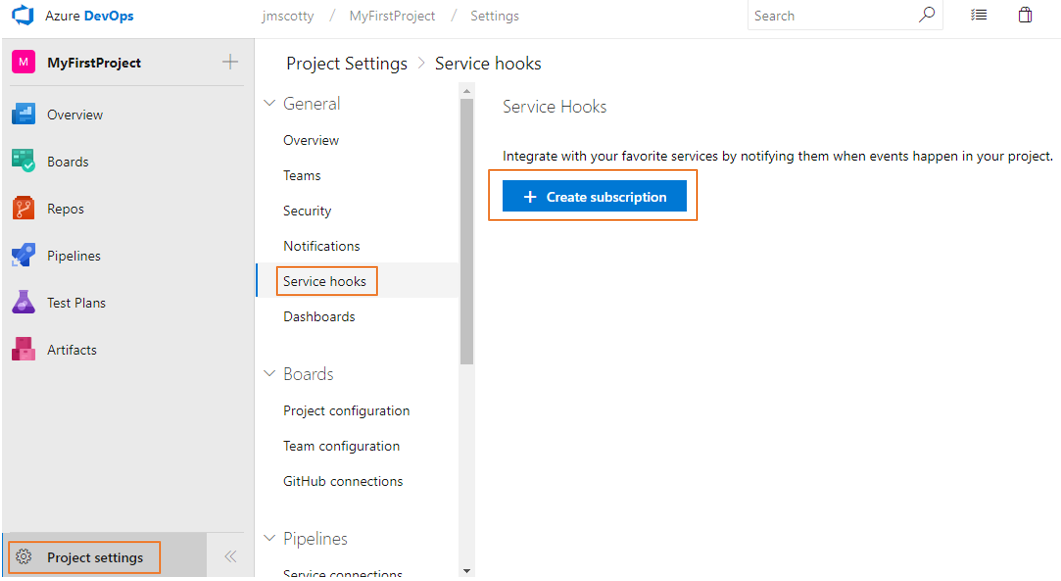 Azure DevOps
jmscotty / MyFirstProject / Settings
Search
M MyFirstProject
Overview
Boards
Repos
Pipelines
Test Plans
Artifacts
Project settings
Project Settings > Service hooks
General
Overview
Teams
Security
Notifications
Service hooks
Dashboards
Boards
Project configuration
Team configuration
GitHub connections
Pipelines
Service connections
Service Hooks
Integrate with your favorite services by notifying them when events happen in your project.
+ Create subscription